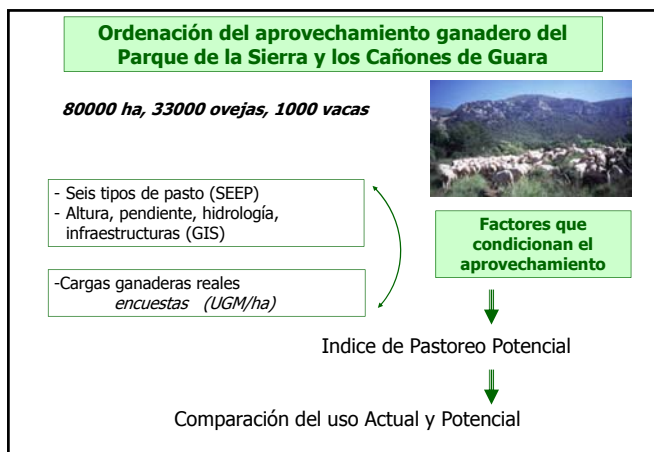 Ordenación del aprovechamiento ganadero del
Parque de la Sierra y los Cañones de Guara
80000 ha, 33000 ovejas, 1000 vacas
- Seis tipos de pasto (SEEP)
- Altura, pendiente, hidrología,
infraestructuras (GIS)
-Cargas ganaderas reales
encuestas (UGM/ha)
Factores que
condicionan el
aprovechamiento
Indice de Pastoreo Potencial
Comparación del uso Actual y Potencial